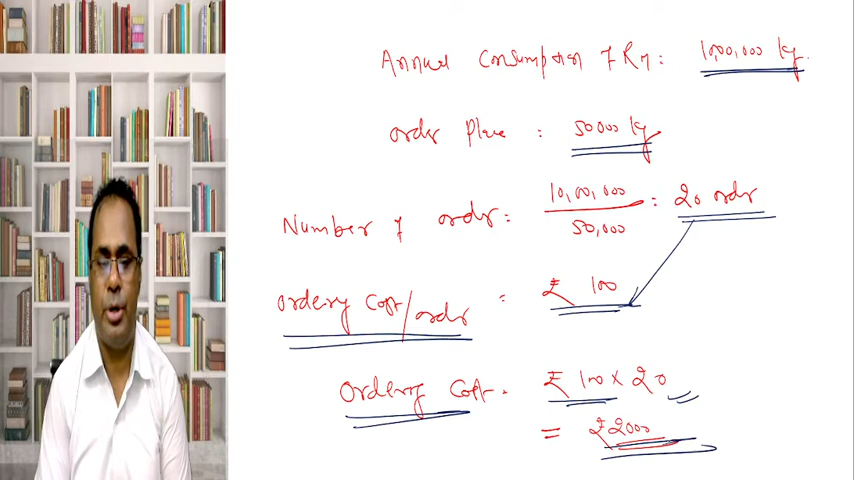 Annual Consumption of RM : 10,00,000 kg.
order place : 50000 kg
Number of order : 10,00,000 / 50,000 : 20 order
ordering Cost/order = ₹ 100
ordering Cost = ₹ 100 x 20
= ₹2000